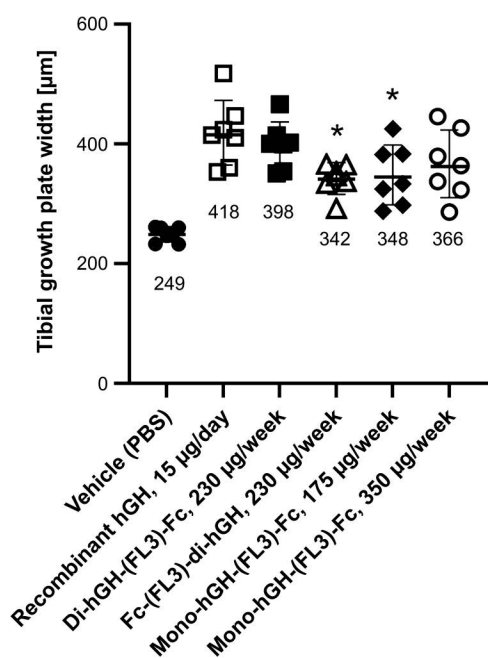 Tibial growth plate width [µm]
600
400
200
0
*
*
418
398
342
348
366
249
Vehicle (PBS)
Recombinant hGH, 15 µg/day
Di-hGH-(FL3)-Fc, 230 µg/week
Fc-(FL3)-di-hGH, 230 µg/week
Mono-hGH-(FL3)-Fc, 175 µg/week
Mono-hGH-(FL3)-Fc, 350 µg/week